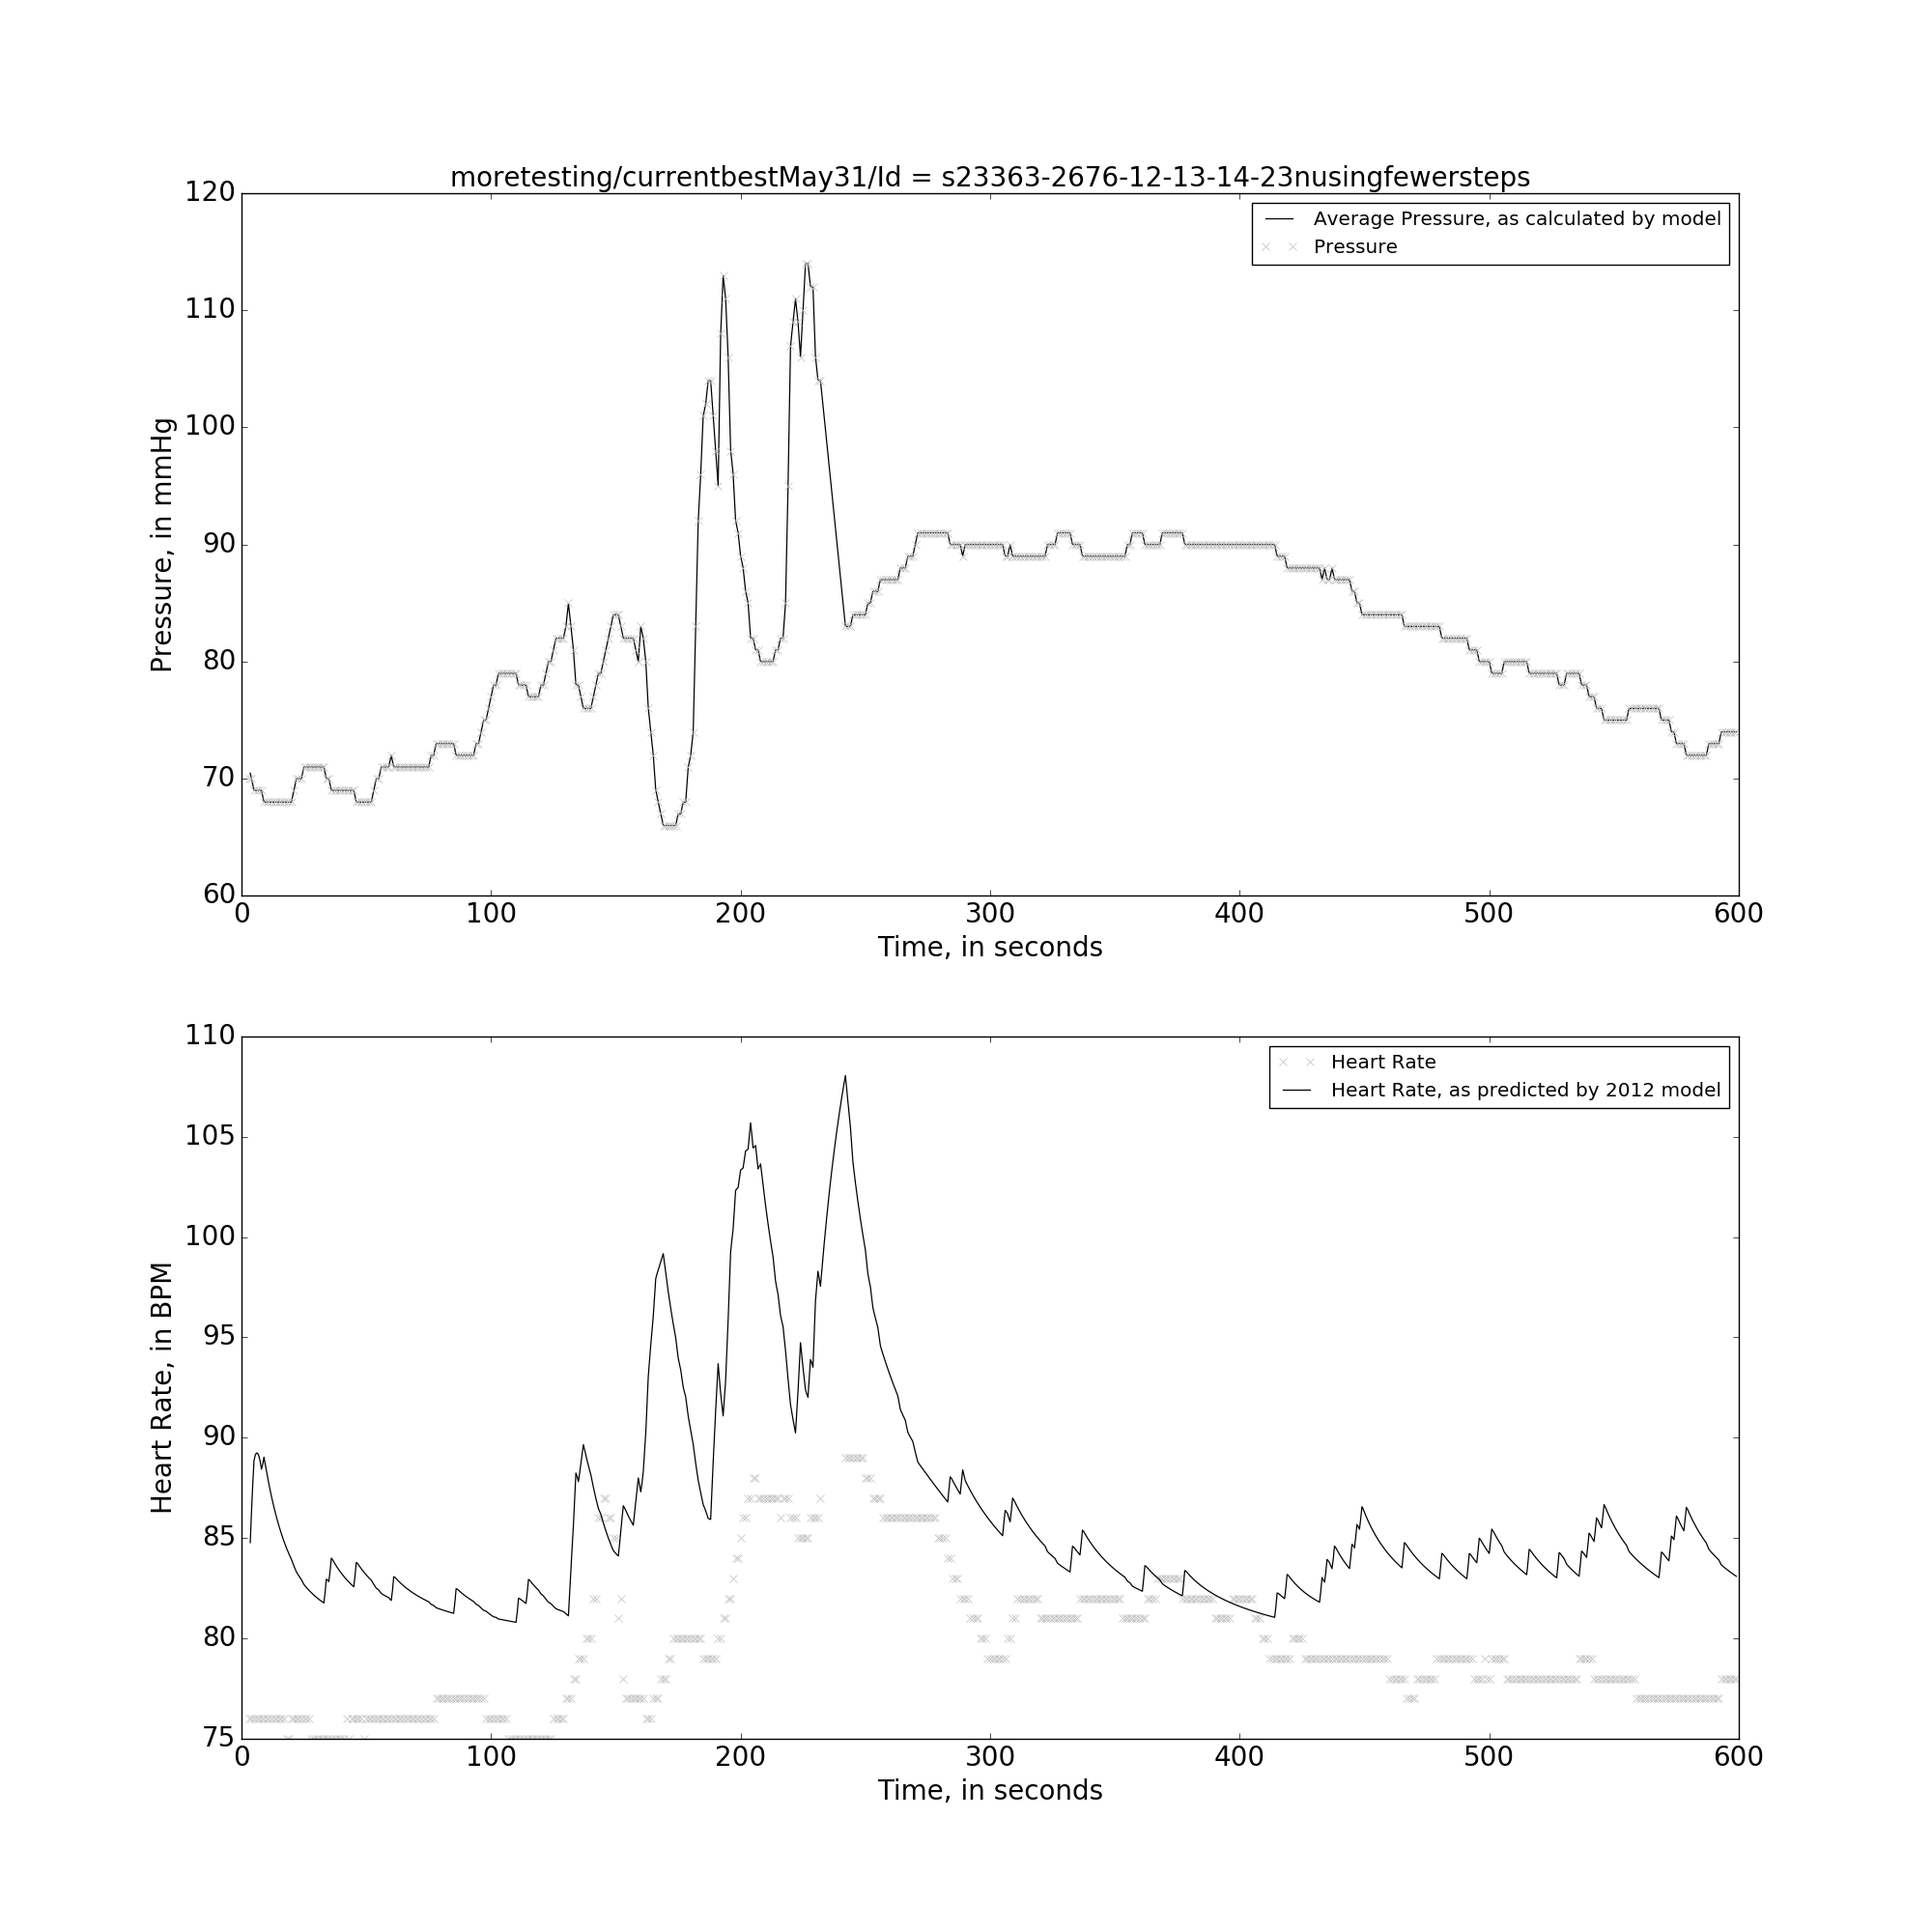 moretesting/currentbestMay31/Id = s23363-2676-12-13-14-23nusingfewersteps
120
110
100
90
80
70
60
Pressure, in mmHg
Average Pressure, as calculated by model
Pressure
0 100 200 300 400 500 600
Time, in seconds
110
105
100
95
90
85
80
75
Heart Rate, in BPM
Heart Rate
Heart Rate, as predicted by 2012 model
0 100 200 300 400 500 600
Time, in seconds